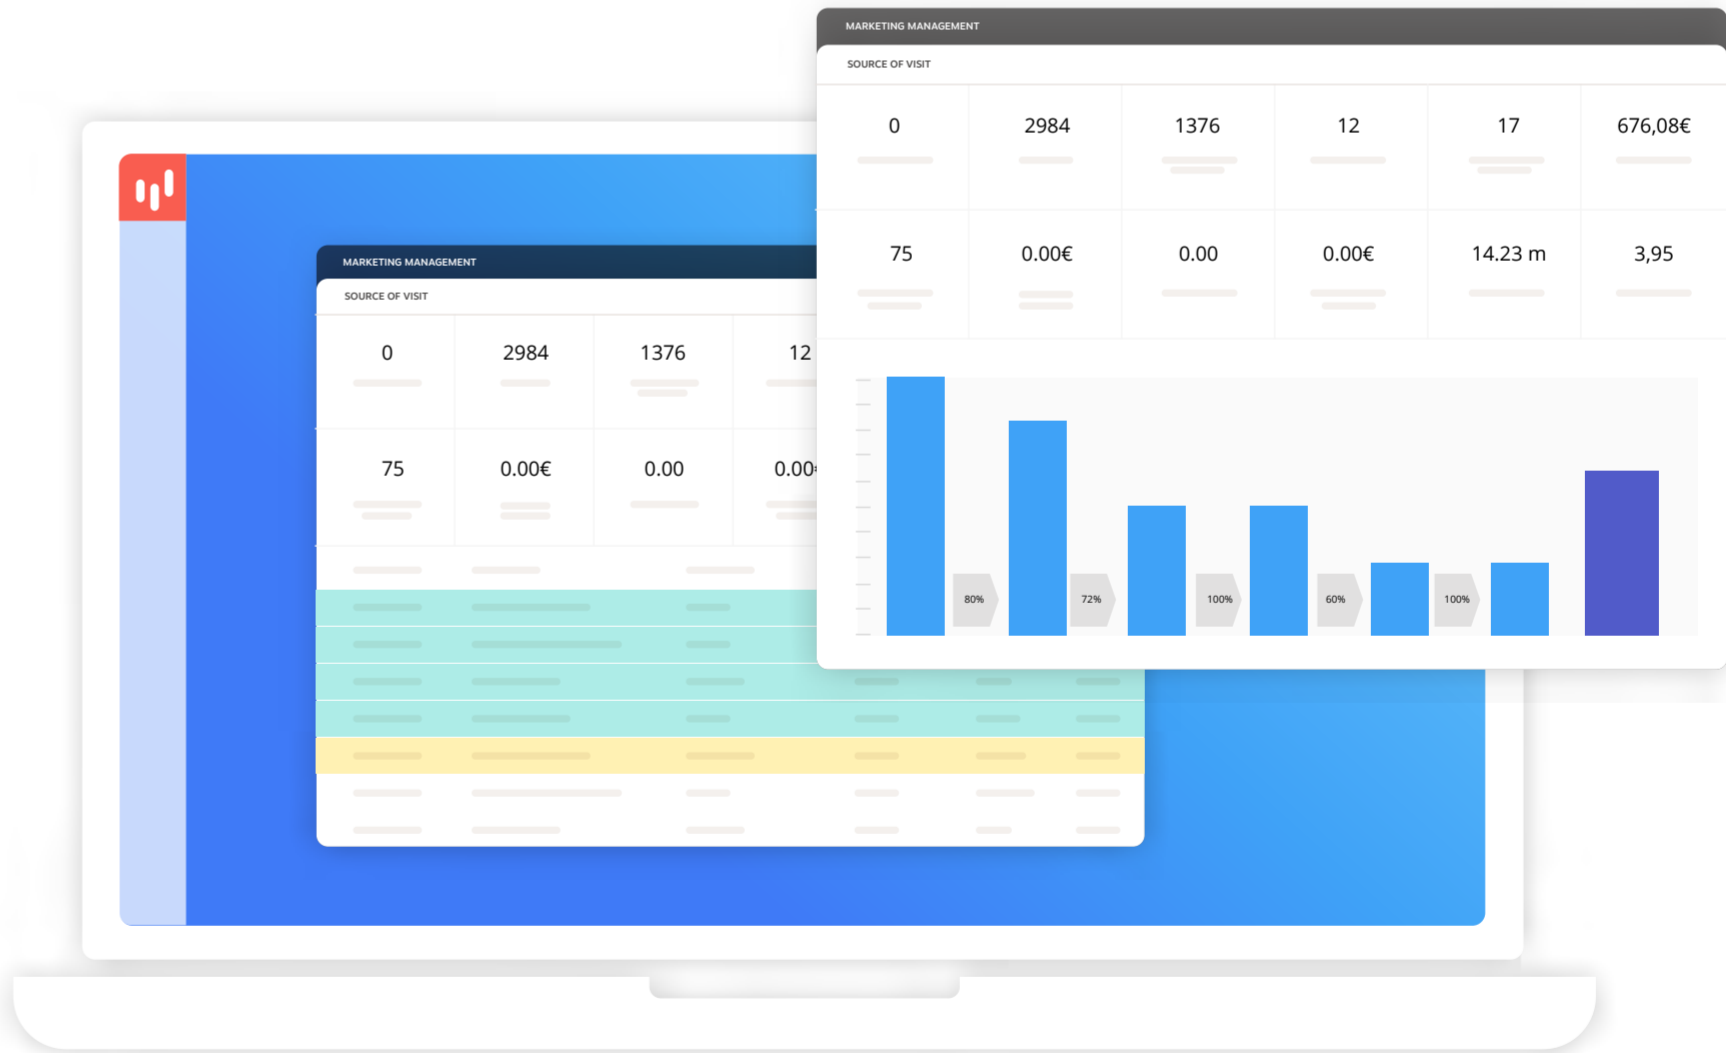 MARKETING MANAGEMENT
SOURCE OF VISIT
0 2984 1376 12 17 676,08€
75 0.00€ 0.00 0.00€ 14.23 m 3,95
80% 72% 100% 60% 100%
MARKETING MANAGEMENT
SOURCE OF VISIT
0 2984 1376 12
75 0.00€ 0.00 0.00